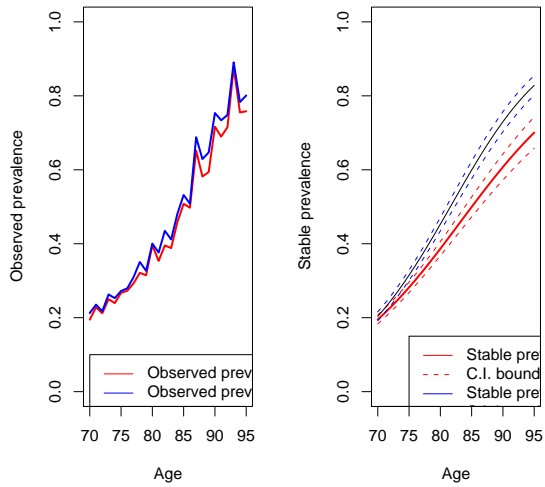 Observed prevalence
1.0
0.8
0.6
0.4
0.2
0.0
Observed prev
Observed prev
70 75 80 85 90 95
Age
Stable prevalence
1.0
0.8
0.6
0.4
0.2
0.0
Stable pre
C.I. bound
Stable pre
70 75 80 85 90 95
Age